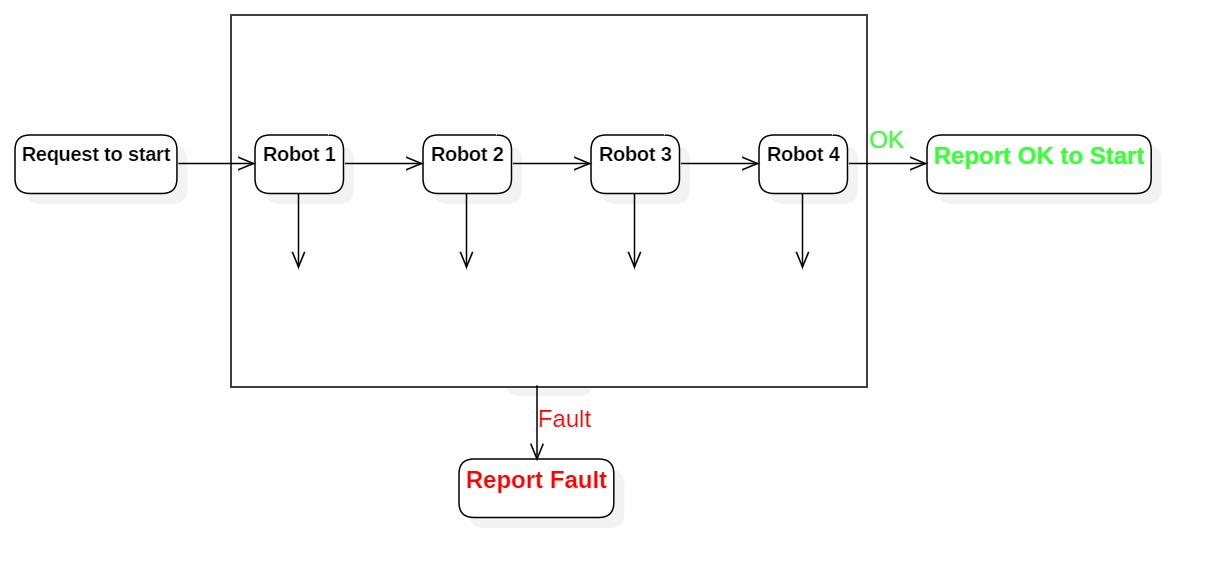 Request to start
Robot 1
Robot 2
Robot 3
Robot 4
OK
Report OK to Start
Fault
Report Fault